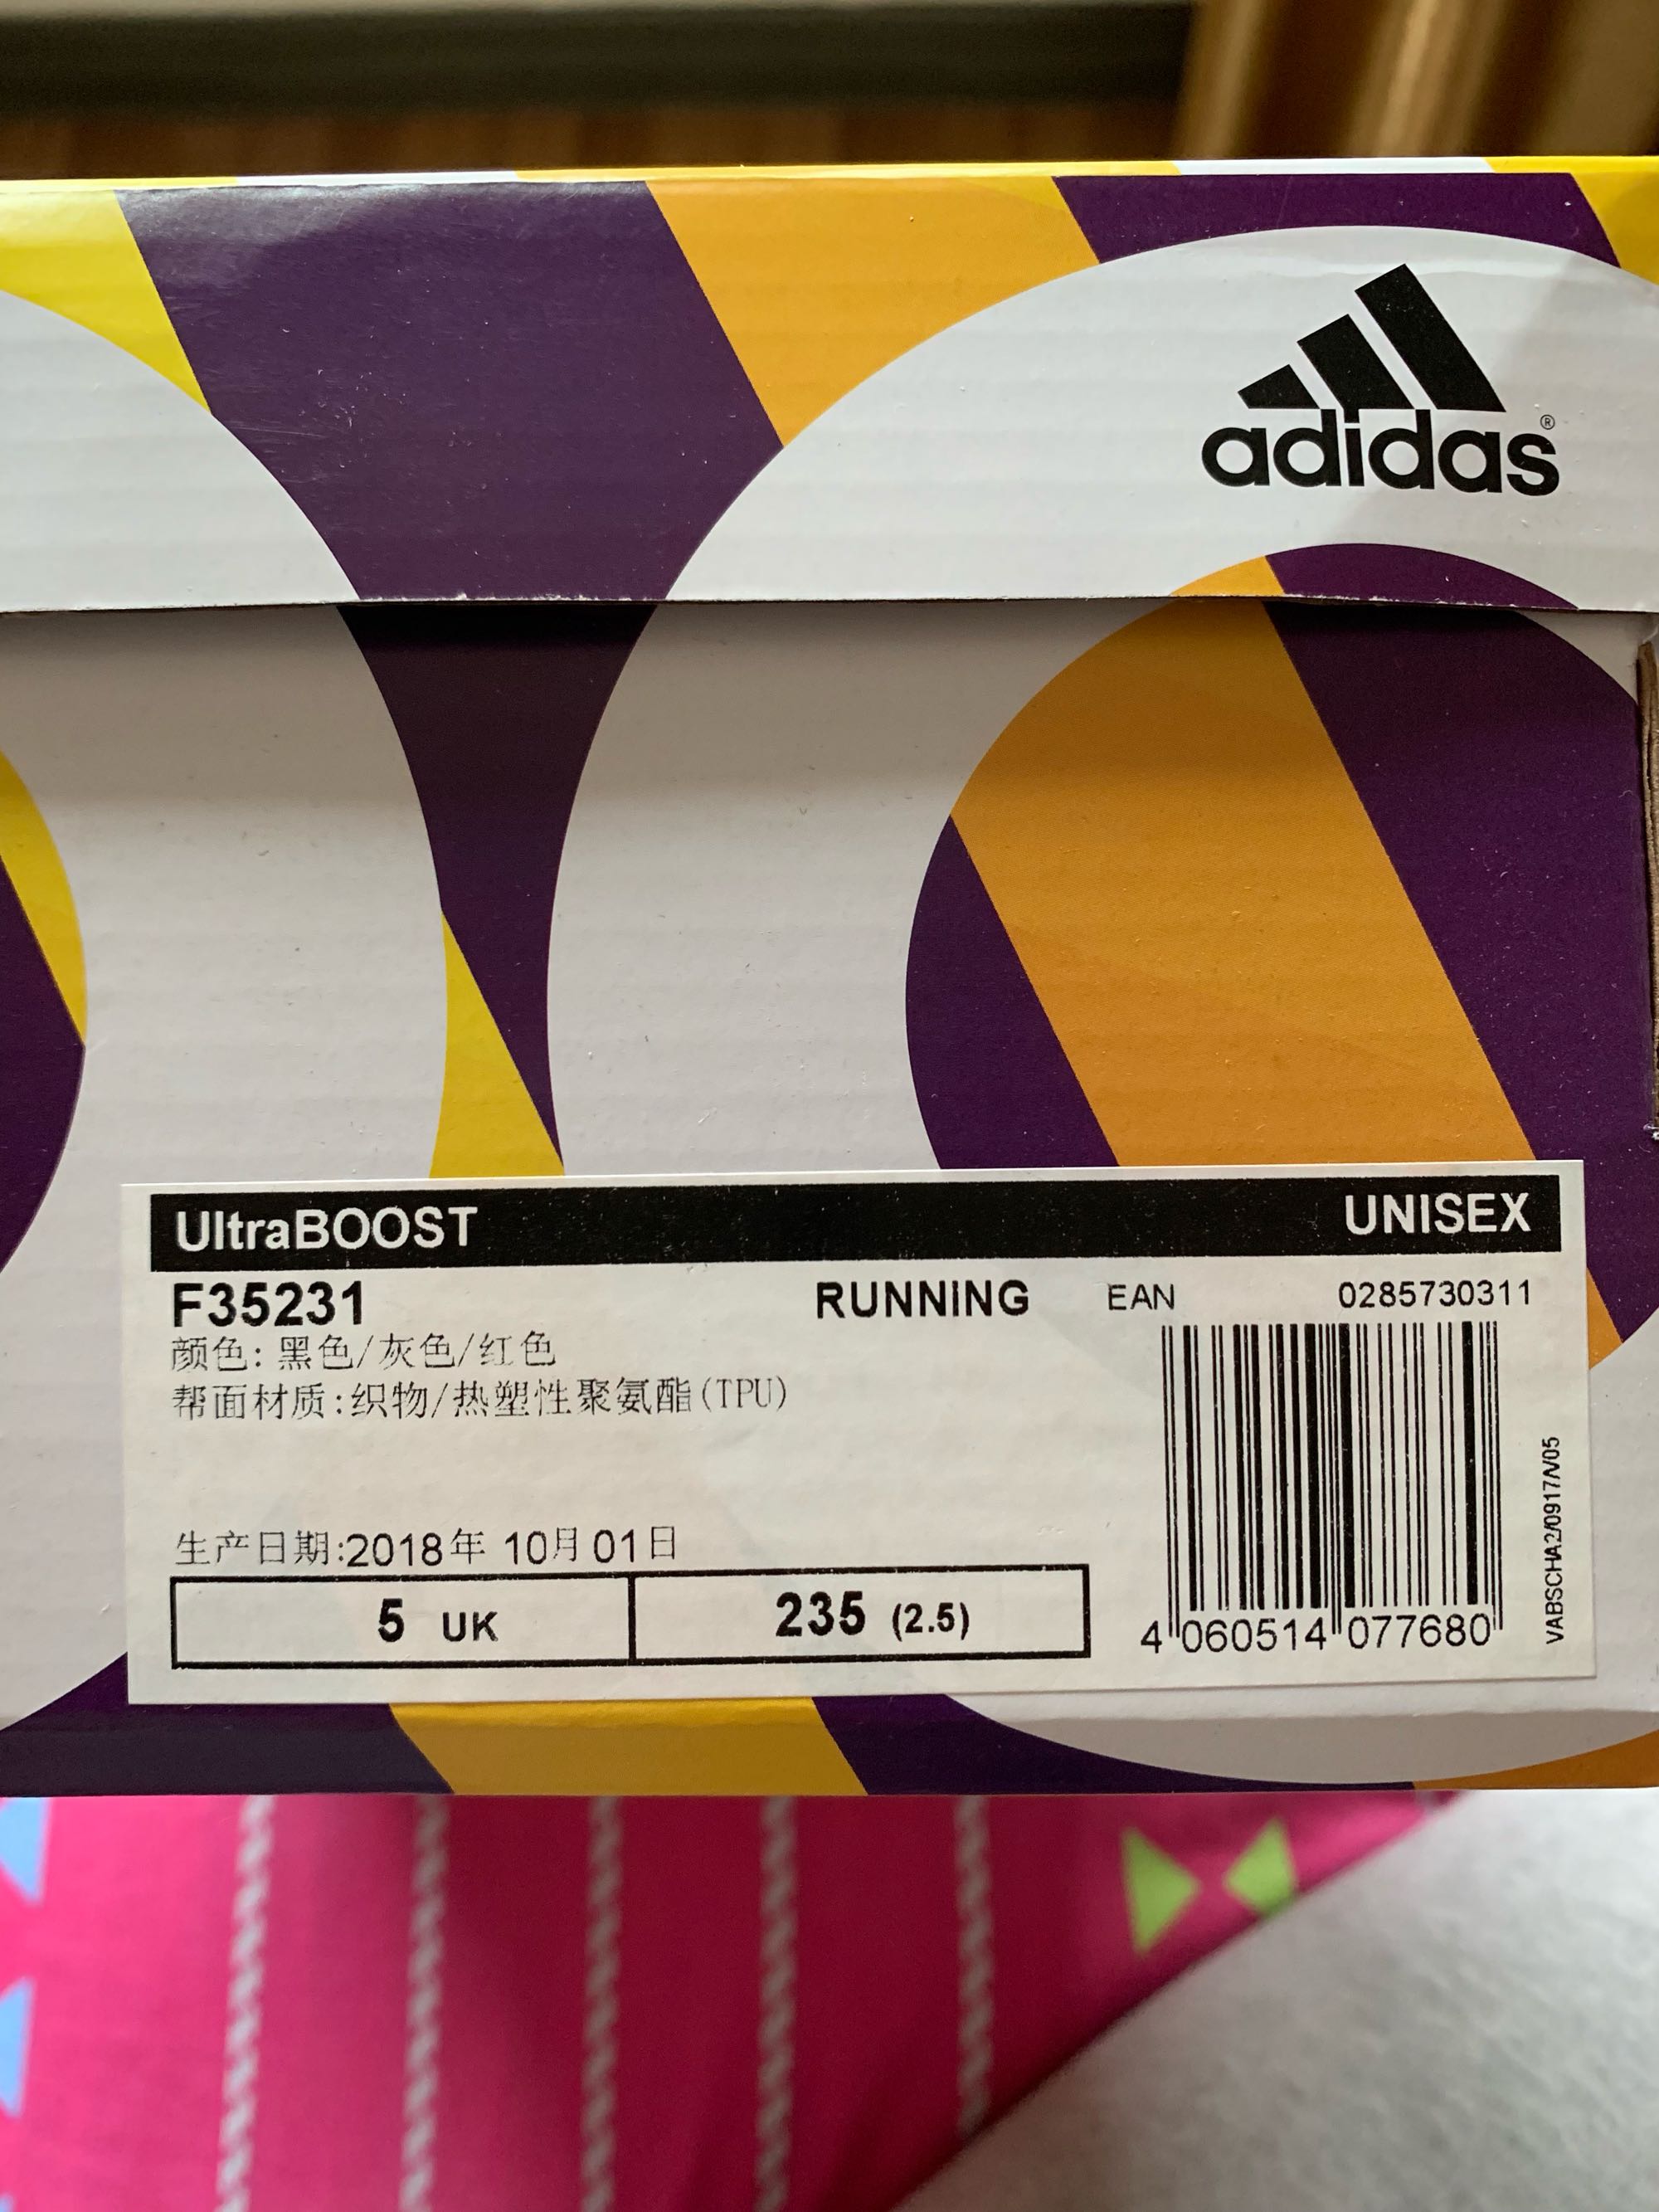 adidas®
UltraBOOST UNISEX
F35231 RUNNING EAN 0285730311
颜色: 黑色/灰色/红色
帮面材质:织物/热塑性聚氨酯(TPU)
生产日期:2018年 10月 01日
5 UK 235 (2.5)
4 060514 077680
VABSCHA2/0917/V05